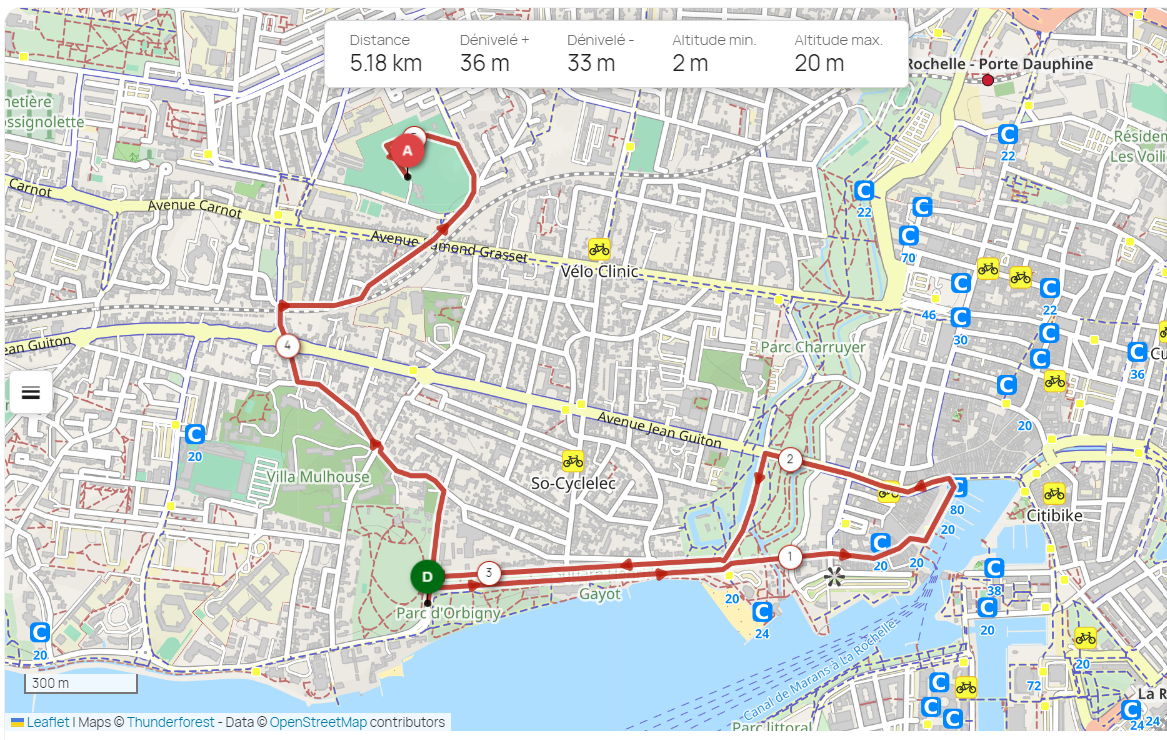 Distance
5.18 km
Dénivelé +
36 m
Dénivelé -
33 m
Altitude min.
2 m
Altitude max.
20 m
Rochelle - Porte Dauphine
netière
ssignolette
A
22
Résiden
Les Voili
Carnot
Avenue Carnot
22
70
Avenue Edmond Grasset
Vélo Clinic
22
46
30
Jean Guiton
4
Parc Charruyer
Cu
36
20
Avenue Jean Guiton
20
2
So-Cyclelec
Villa Mulhouse
80
20
Citibike
1
D
3
20
20
Gayot
20
38
Parc d'Orbigny
24
20
20
20
Canal de Marans à La Rochelle
300 m
72
La R
24
24
Parc littoral
Leaflet | Maps © Thunderforest - Data © OpenStreetMap contributors